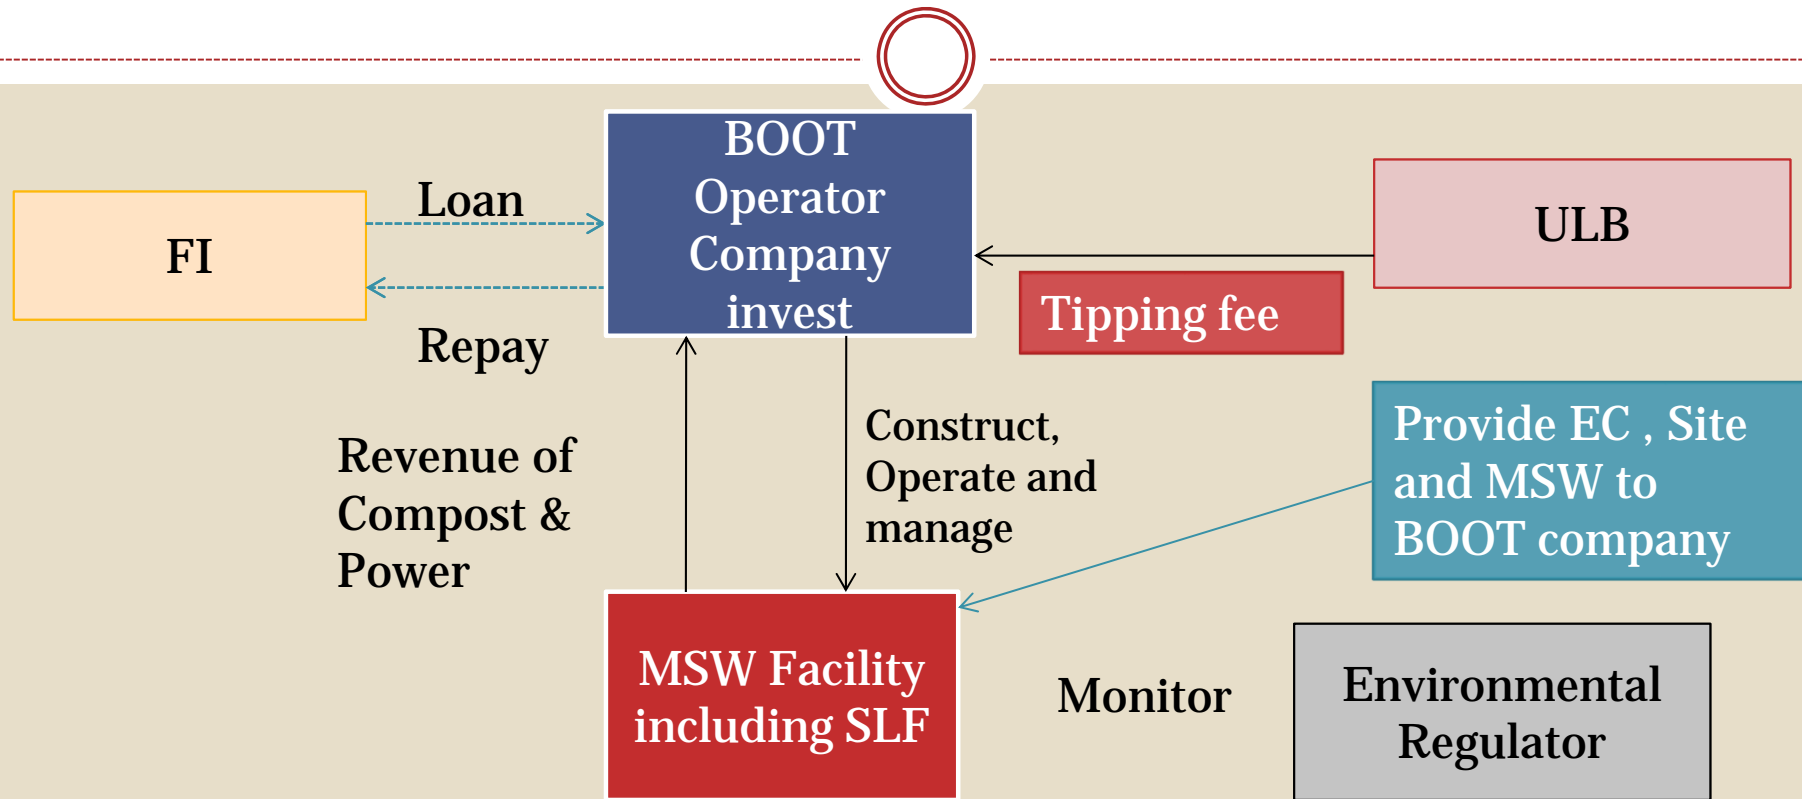 BOOT
Operator
Company
invest
FI
Loan
Repay
ULB
Tipping fee
Revenue of
Compost &
Power
Construct,
Operate and
manage
Provide EC , Site
and MSW to
BOOT company
MSW Facility
including SLF
Monitor
Environmental
Regulator